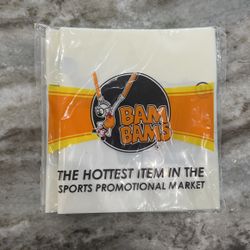 BAM
BAMS
THE HOTTEST ITEM IN THE
SPORTS PROMOTIONAL MARKET